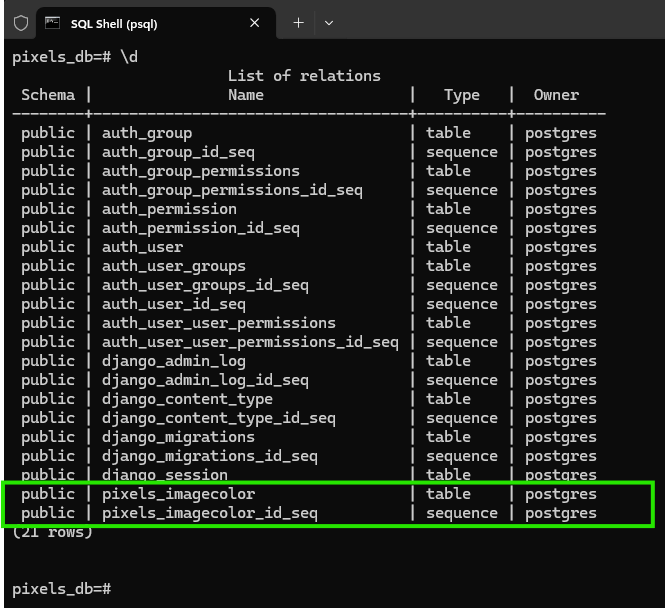 SQL Shell (psql)
pixels_db=# \d
List of relations
Schema | Name | Type | Owner
--------+-----------------------------------+----------+----------
public | auth_group | table | postgres
public | auth_group_id_seq | sequence | postgres
public | auth_group_permissions | table | postgres
public | auth_group_permissions_id_seq | sequence | postgres
public | auth_permission | table | postgres
public | auth_permission_id_seq | sequence | postgres
public | auth_user | table | postgres
public | auth_user_groups | table | postgres
public | auth_user_groups_id_seq | sequence | postgres
public | auth_user_id_seq | sequence | postgres
public | auth_user_user_permissions | table | postgres
public | auth_user_user_permissions_id_seq | sequence | postgres
public | django_admin_log | table | postgres
public | django_admin_log_id_seq | sequence | postgres
public | django_content_type | table | postgres
public | django_content_type_id_seq | sequence | postgres
public | django_migrations | table | postgres
public | django_migrations_id_seq | sequence | postgres
public | django_session | table | postgres
public | pixels_imagecolor | table | postgres
public | pixels_imagecolor_id_seq | sequence | postgres
(21 rows)
pixels_db=#